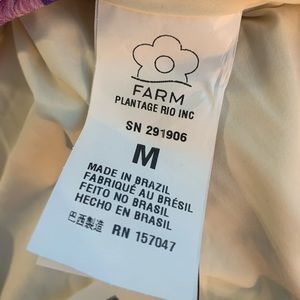 FARM
PLANTAGE RIO INC
SN 291906
M
MADE IN BRAZIL
FABRIQUÉ AU BRÉSIL
FEITO NO BRASIL
HECHO EN BRASIL
巴西製造 RN 157047